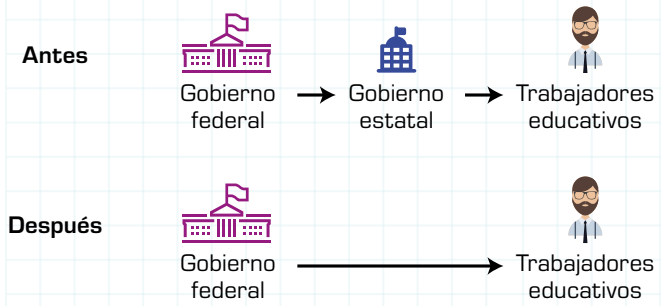 Antes
Gobierno federal → Gobierno estatal → Trabajadores educativos
Después
Gobierno federal → Trabajadores educativos